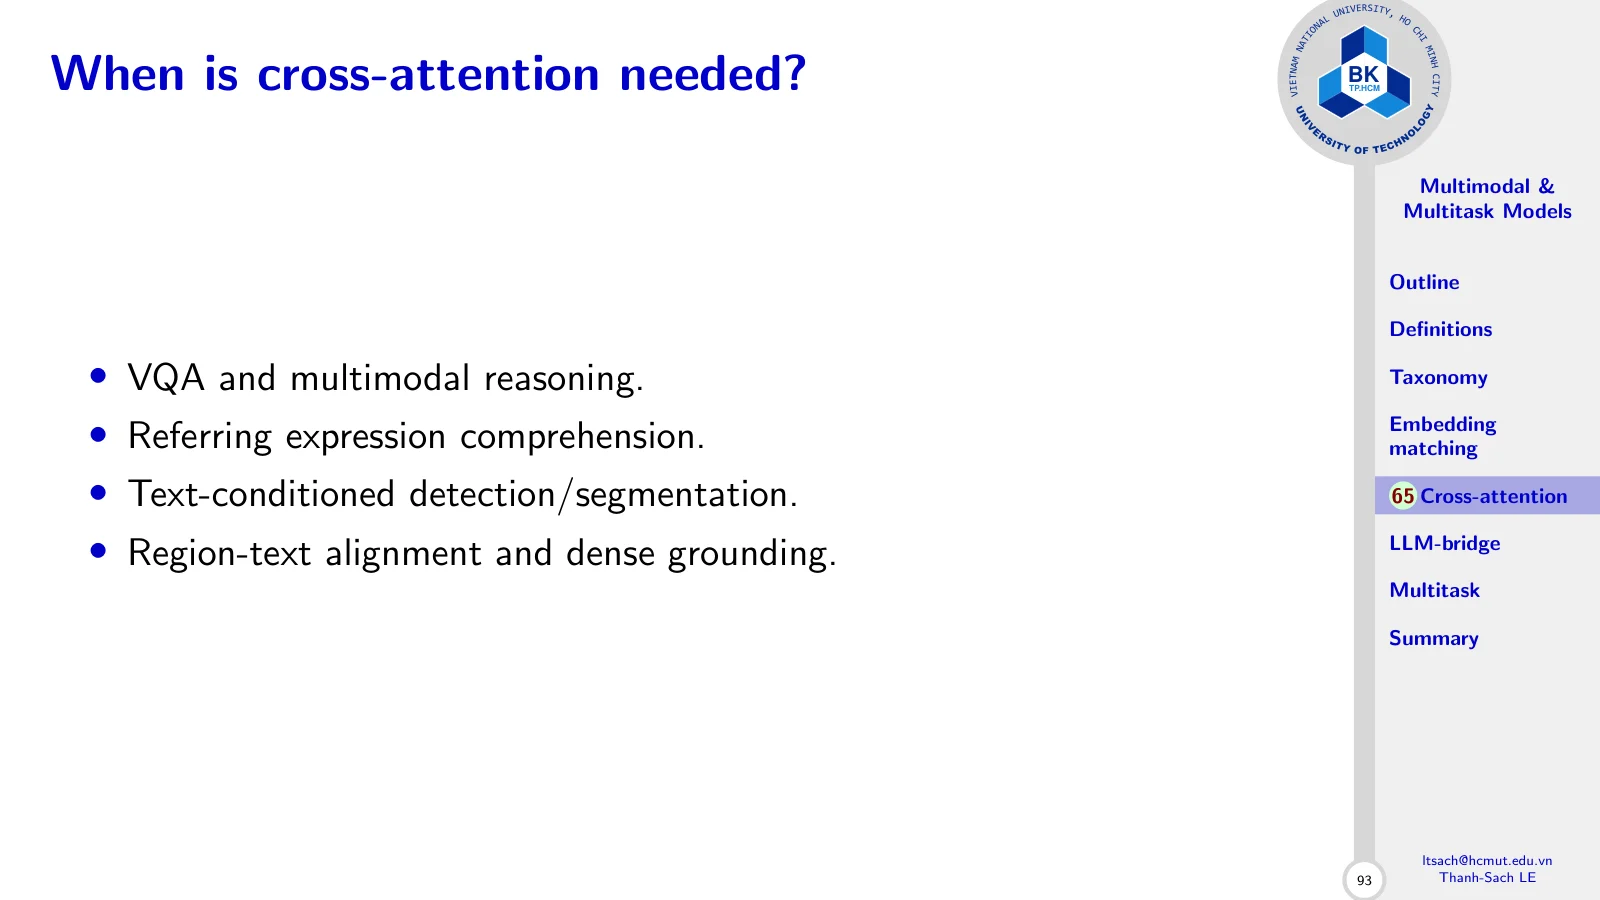 When is cross-attention needed?
VIETNAM NATIONAL UNIVERSITY, HO CHI MINH CITY
BK
TP.HCM
UNIVERSITY OF TECHNOLOGY
• VQA and multimodal reasoning.
• Referring expression comprehension.
• Text-conditioned detection/segmentation.
• Region-text alignment and dense grounding.
Multimodal &
Multitask Models
Outline
Definitions
Taxonomy
Embedding
matching
65 Cross-attention
LLM-bridge
Multitask
Summary
ltsach@hcmut.edu.vn
Thanh-Sach LE
93